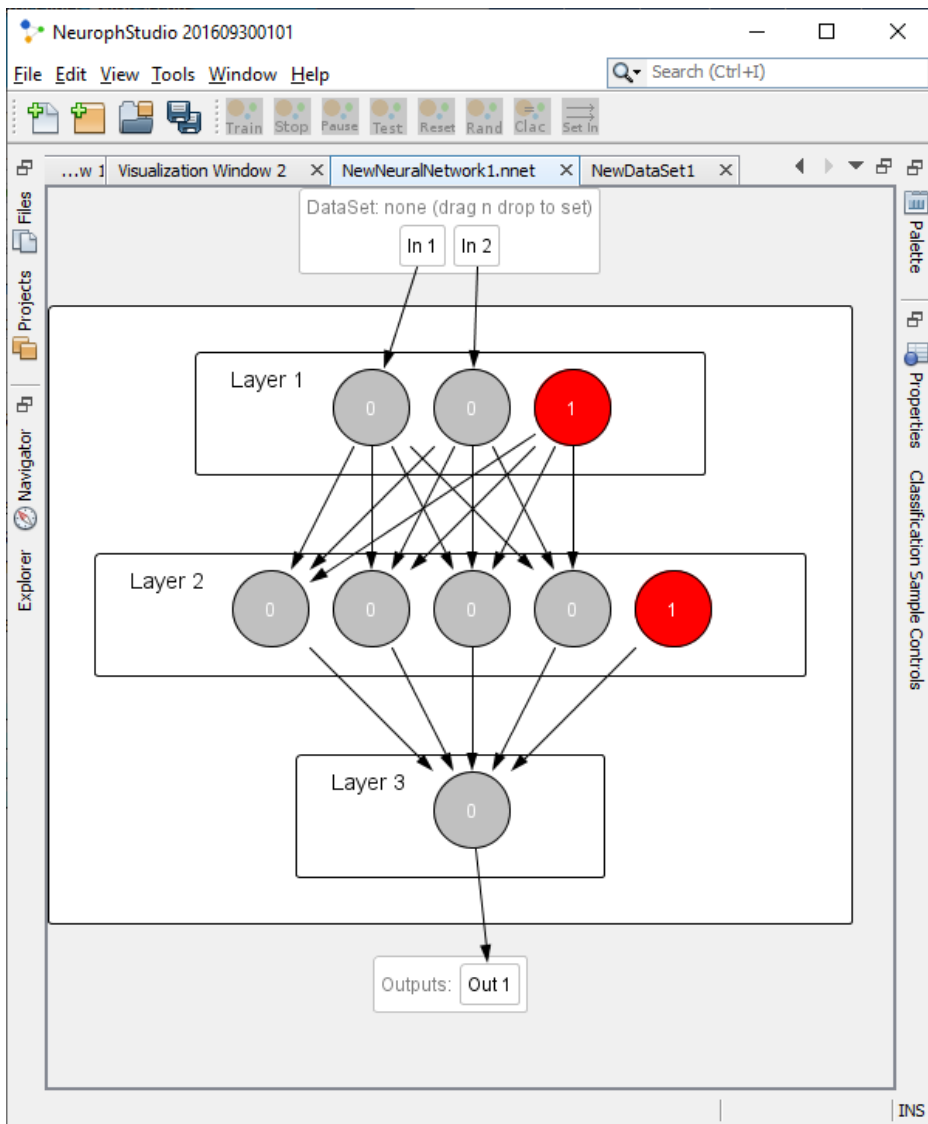 NeurophStudio 201609300101
File Edit View Tools Window Help
Search (Ctrl+I)
Train Stop Pause Test Reset Rand Clac Set In
...w 1 Visualization Window 2 NewNeuralNetwork1.nnet NewDataSet1
Files
Projects
Navigator
Explorer
DataSet: none (drag n drop to set)
In 1 In 2
Layer 1
0 0 1
Layer 2
0 0 0 0 1
Layer 3
0
Outputs: Out 1
Palette
Properties
Classification Sample Controls
INS